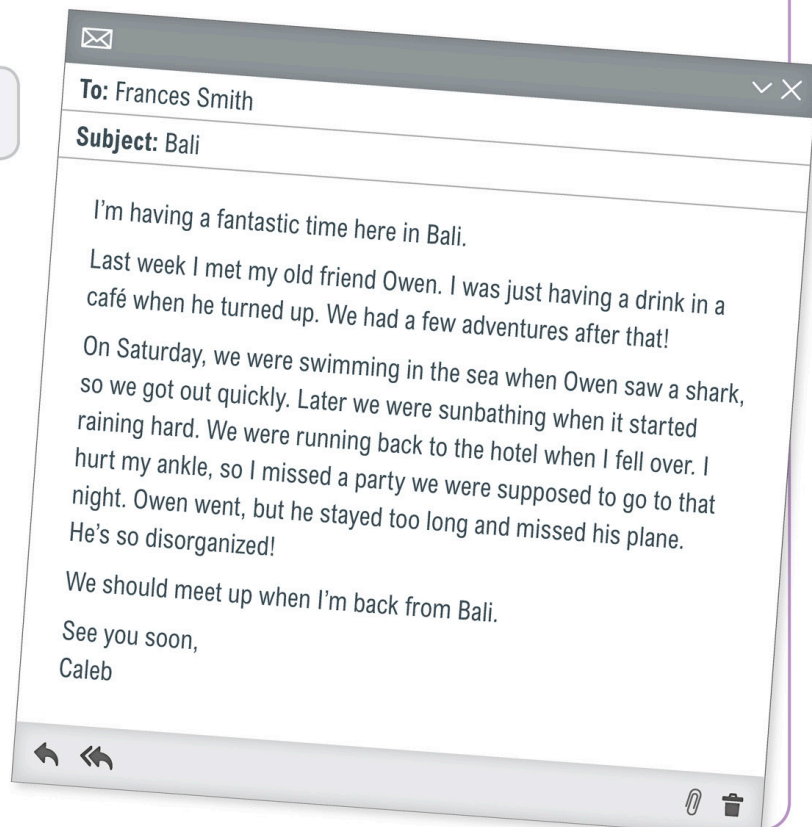 To: Frances Smith
Subject: Bali
I'm having a fantastic time here in Bali.
Last week I met my old friend Owen. I was just having a drink in a
café when he turned up. We had a few adventures after that!
On Saturday, we were swimming in the sea when Owen saw a shark,
so we got out quickly. Later we were sunbathing when it started
raining hard. We were running back to the hotel when I fell over. I
hurt my ankle, so I missed a party we were supposed to go to that
night. Owen went, but he stayed too long and missed his plane.
He's so disorganized!
We should meet up when I'm back from Bali.
See you soon,
Caleb